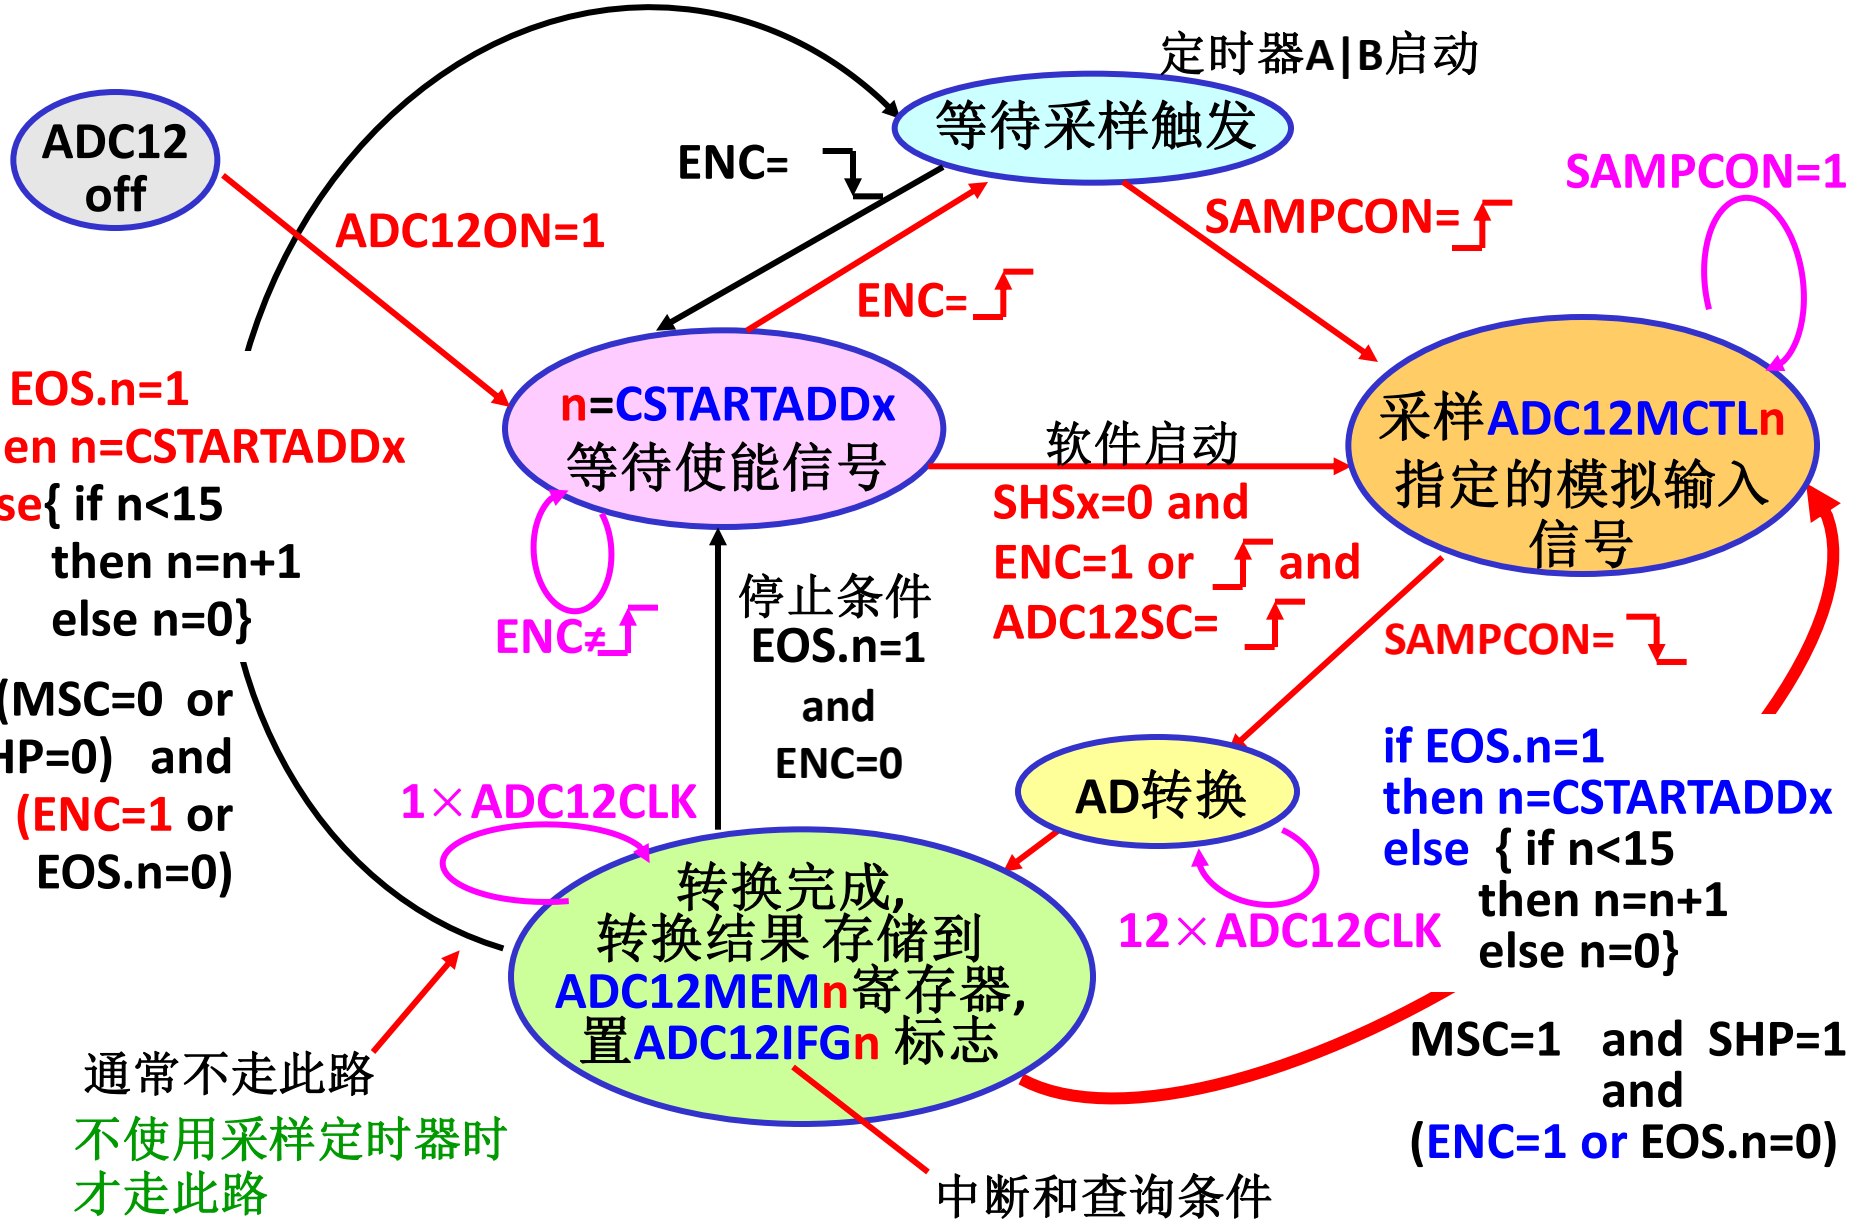 定时器A|B启动
等待采样触发
ADC12
off
ENC=
SAMPCON=1
SAMPCON=
ADC12ON=1
ENC=
EOS.n=1
en n=CSTARTADDx
se{ if n<15
then n=n+1
else n=0}
n=CSTARTADDx
等待使能信号
软件启动
SHSx=0 and
ENC=1 or and
ADC12SC=
采样ADC12MCTLn
指定的模拟输入
信号
ENC≠
停止条件
EOS.n=1
and
ENC=0
SAMPCON=
(MSC=0 or
HP=0) and
(ENC=1 or
EOS.n=0)
1×ADC12CLK
AD转换
12×ADC12CLK
if EOS.n=1
then n=CSTARTADDx
else { if n<15
then n=n+1
else n=0}
转换完成,
转换结果 存储到
ADC12MEMn寄存器,
置ADC12IFGn 标志
MSC=1 and SHP=1
and
(ENC=1 or EOS.n=0)
通常不走此路
不使用采样定时器时
才走此路
中断和查询条件